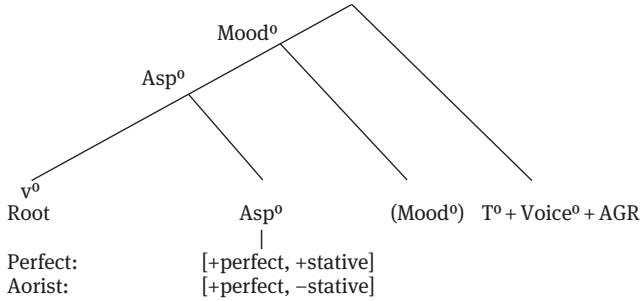 Mood⁰
Asp⁰
v⁰
Root Asp⁰ (Mood⁰) T⁰ + Voice⁰ + AGR
Perfect: [+perfect, +stative]
Aorist: [+perfect, −stative]